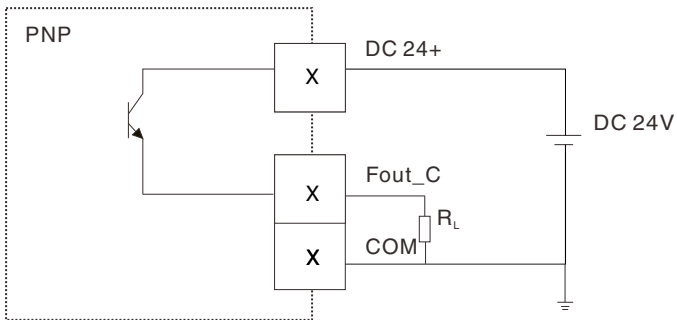 PNP
X
DC 24+
DC 24V
X
Fout_C
RL
X
COM